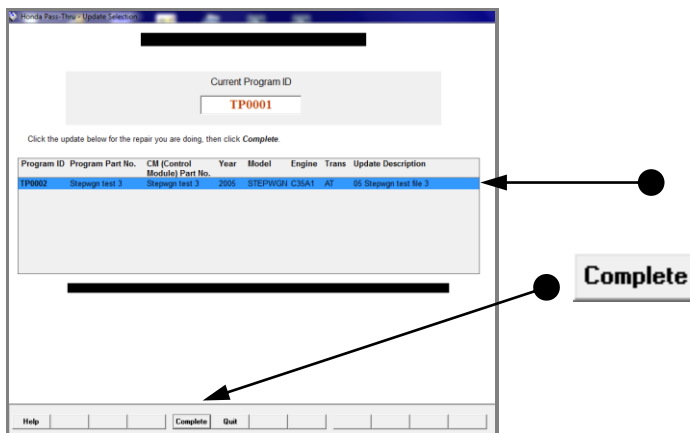 Honda Pass-Thru - Update Selection
Current Program ID
TP0001
Click the update below for the repair you are doing, then click Complete.
Program ID Program Part No. CM (Control Module) Part No. Year Model Engine Trans Update Description
TP0002 Stepwgn test 3 Stepwgn test 3 2005 STEPWGN C35A1 AT 05 Stepwgn test file 3
Complete
Help Complete Quit